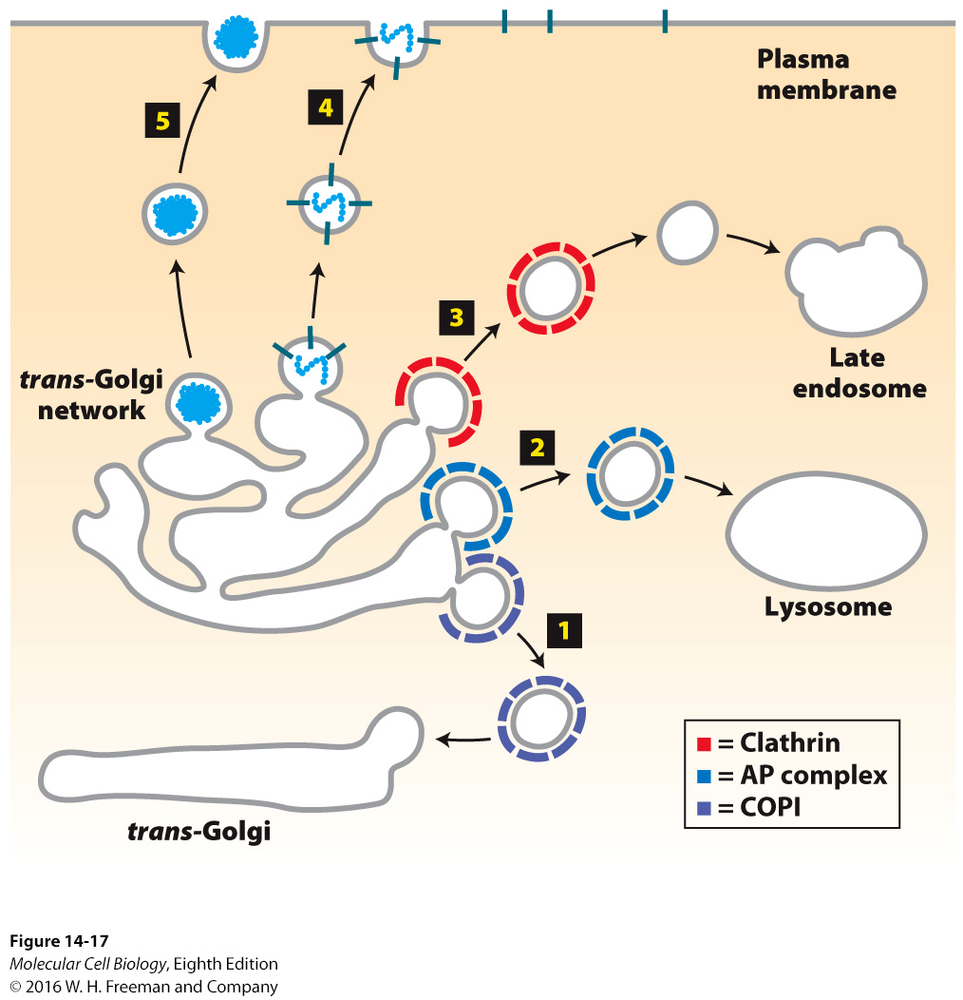 Plasma
membrane
5
4
3
trans-Golgi
network
Late
endosome
2
Lysosome
1
trans-Golgi
= Clathrin
= AP complex
= COPI
Figure 14-17
Molecular Cell Biology, Eighth Edition
© 2016 W. H. Freeman and Company